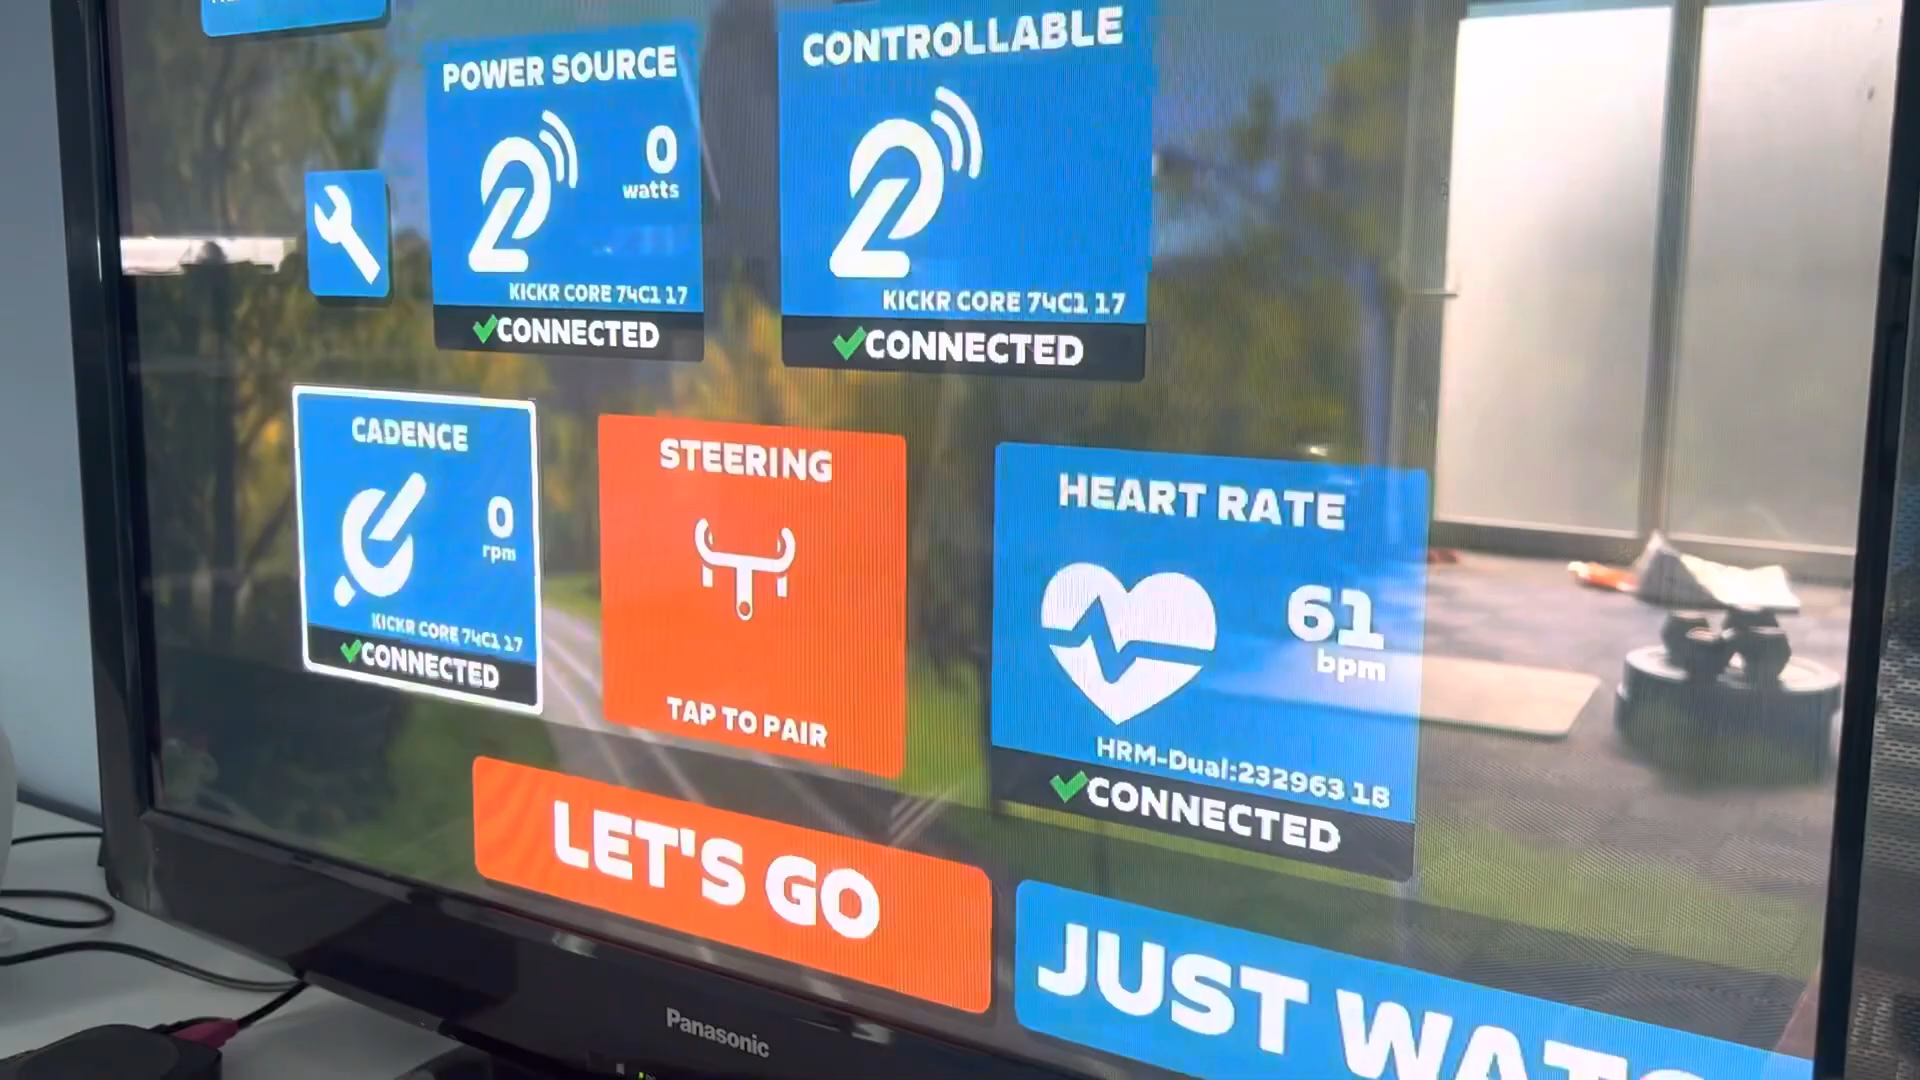 POWER SOURCE
0
watts
KICKR CORE 74C1 17
CONNECTED
CONTROLLABLE
KICKR CORE 74C1 17
CONNECTED
CADENCE
0
rpm
KICKR CORE 74C1 17
CONNECTED
STEERING
TAP TO PAIR
HEART RATE
61
bpm
HRM-Dual:232963 18
CONNECTED
LET'S GO
JUST WATC
Panasonic